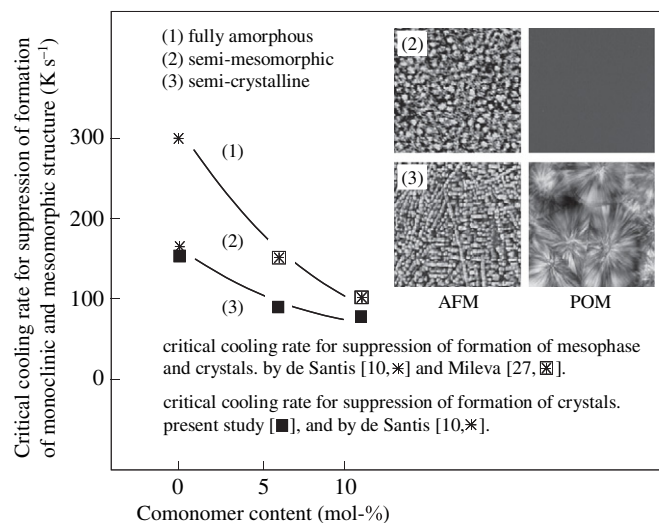 Critical cooling rate for suppression of formation
of monoclinic and mesomorphic structure (K s⁻¹)
(1) fully amorphous
(2) semi-mesomorphic
(3) semi-crystalline
(2)
(3)
AFM
POM
300
200
100
0
(1)
(2)
(3)
critical cooling rate for suppression of formation of mesophase
and crystals. by de Santis [10,✳] and Mileva [27, ⊠].
critical cooling rate for suppression of formation of crystals.
present study [■], and by de Santis [10,✳].
0
5
10
Comonomer content (mol-%)